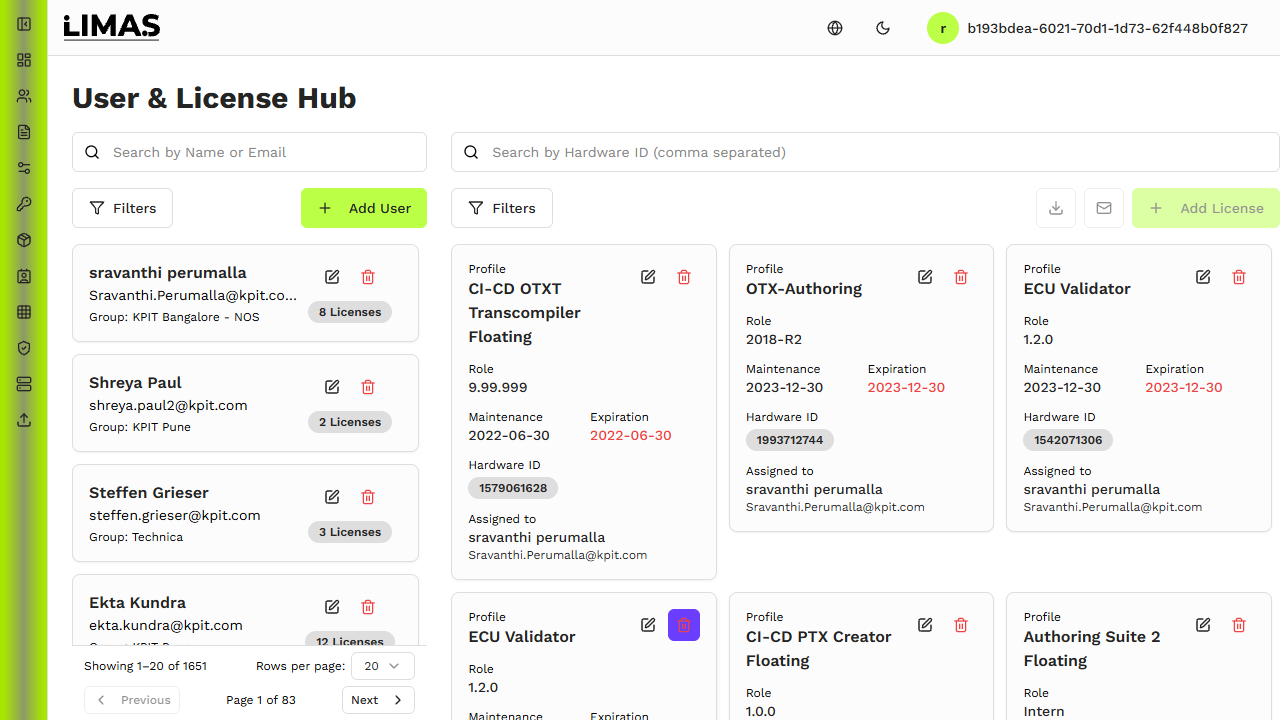 LIMAS
r
b193bdea-6021-70d1-1d73-62f448b0f827
User & License Hub
Search by Name or Email
Search by Hardware ID (comma separated)
Filters
Add User
Filters
Add License
sravanthi perumalla
Sravanthi.Perumalla@kpit.co...
Group: KPIT Bangalore - NOS
8 Licenses
Shreya Paul
shreya.paul2@kpit.com
Group: KPIT Pune
2 Licenses
Steffen Grieser
steffen.grieser@kpit.com
Group: Technica
3 Licenses
Ekta Kundra
ekta.kundra@kpit.com
12 Licenses
Showing 1–20 of 1651
Rows per page:
20
Previous
Page 1 of 83
Next
Profile
CI-CD OTXT
Transcompiler
Floating
Role
9.99.999
Maintenance
Expiration
2022-06-30
2022-06-30
Hardware ID
1579061628
Assigned to
sravanthi perumalla
Sravanthi.Perumalla@kpit.com
Profile
OTX-Authoring
Role
2018-R2
Maintenance
Expiration
2023-12-30
2023-12-30
Hardware ID
1993712744
Assigned to
sravanthi perumalla
Sravanthi.Perumalla@kpit.com
Profile
ECU Validator
Role
1.2.0
Maintenance
Expiration
2023-12-30
2023-12-30
Hardware ID
1542071306
Assigned to
sravanthi perumalla
Sravanthi.Perumalla@kpit.com
Profile
ECU Validator
Role
1.2.0
Maintenance
Expiration
Profile
CI-CD PTX Creator
Floating
Role
1.0.0
Profile
Authoring Suite 2
Floating
Role
Intern